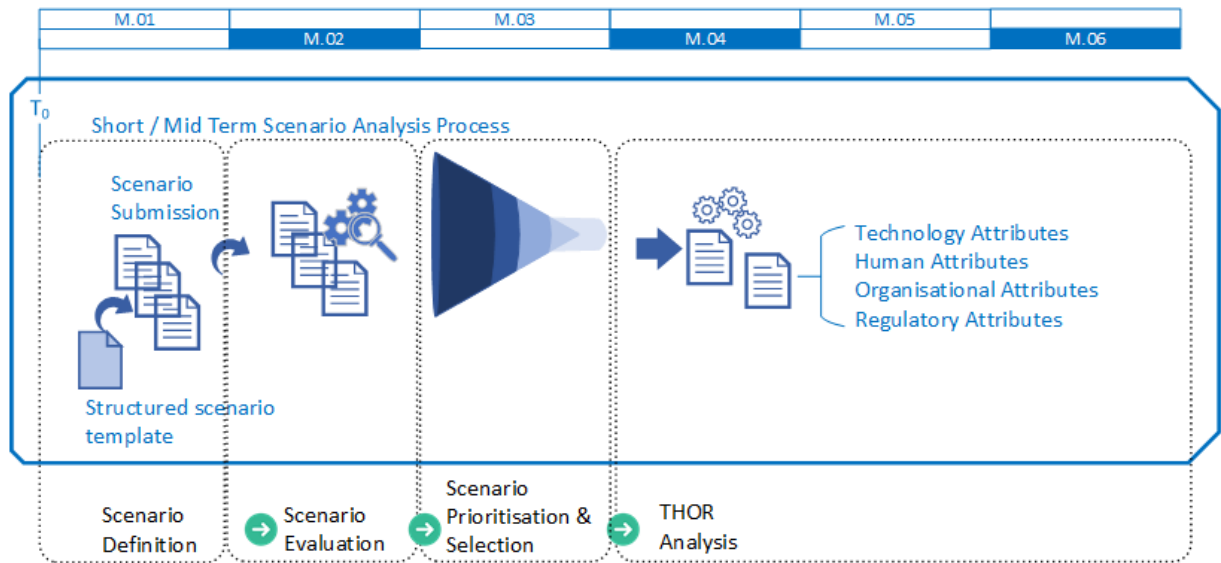 M.01
M.03
M.05
M.02
M.04
M.06
T0
Short / Mid Term Scenario Analysis Process
Scenario
Submission
Structured scenario
template
Technology Attributes
Human Attributes
Organisational Attributes
Regulatory Attributes
Scenario
Definition
Scenario
Evaluation
Scenario
Prioritisation &
Selection
THOR
Analysis